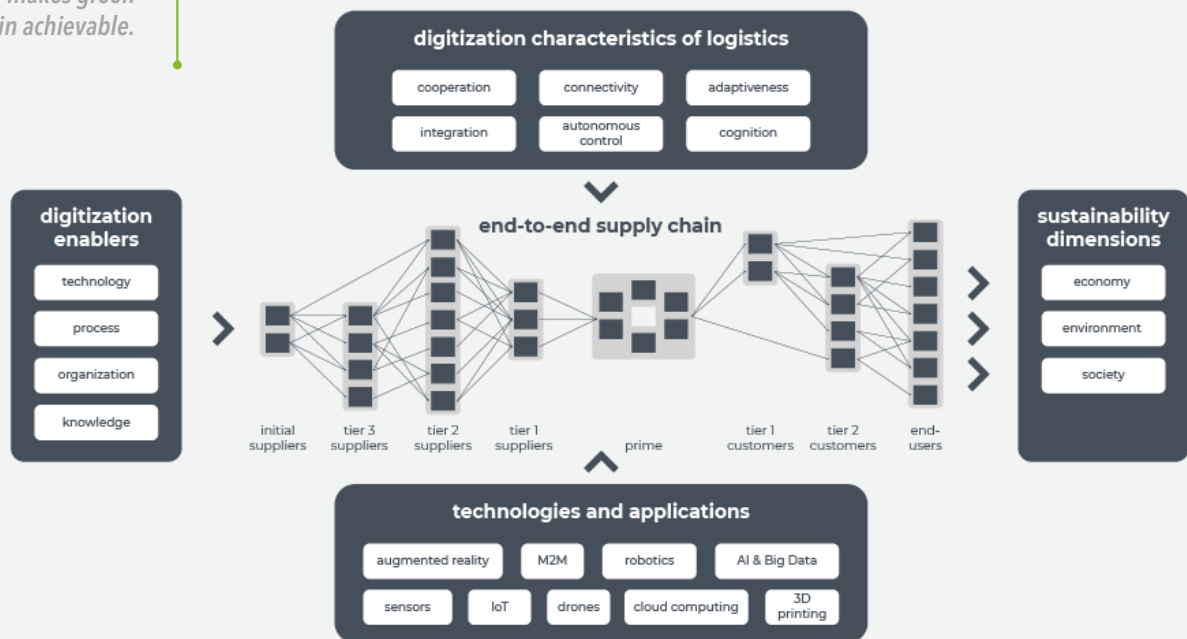 makes green
in achievable.
digitization characteristics of logistics
cooperation
connectivity
adaptiveness
integration
autonomous
control
cognition
digitization
enablers
technology
process
organization
knowledge
end-to-end supply chain
initial
suppliers
tier 3
suppliers
tier 2
suppliers
tier 1
suppliers
prime
tier 1
customers
tier 2
customers
end-
users
sustainability
dimensions
economy
environment
society
technologies and applications
augmented reality
M2M
robotics
AI & Big Data
sensors
IoT
drones
cloud computing
3D
printing